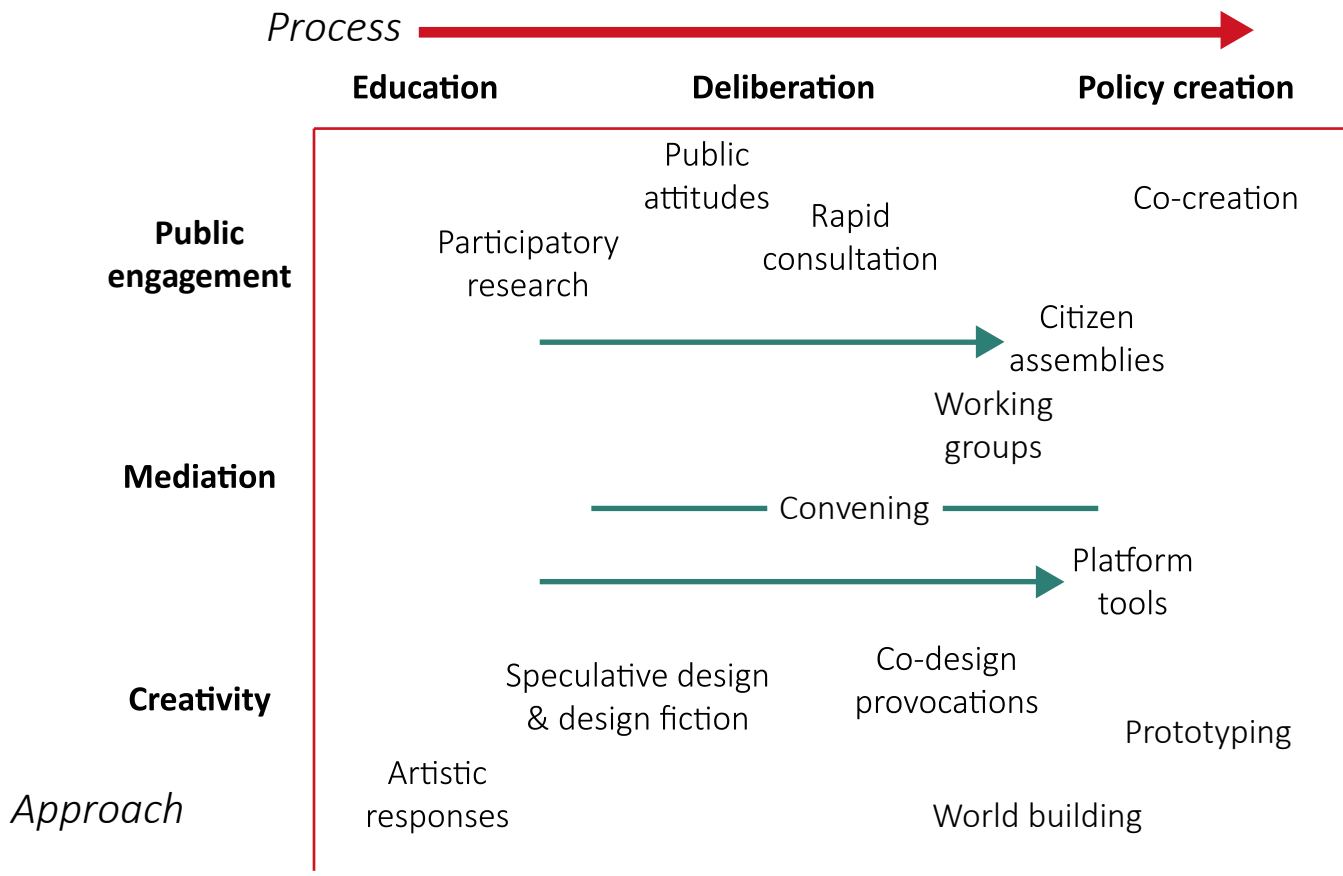 Process
Education
Deliberation
Policy creation
Public
attitudes
Co-creation
Rapid
consultation
Public
engagement
Participatory
research
Citizen
assemblies
Working
groups
Mediation
Convening
Platform
tools
Creativity
Speculative design
& design fiction
Co-design
provocations
Prototyping
Artistic
responses
Approach
World building